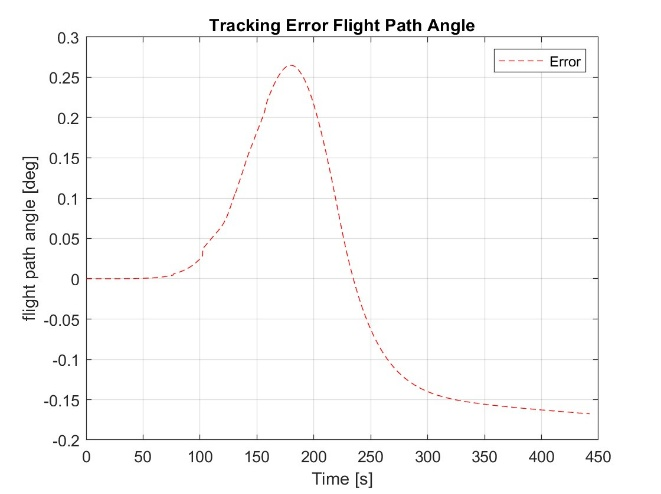 Tracking Error Flight Path Angle
Error
flight path angle [deg]
0.3
0.25
0.2
0.15
0.1
0.05
0
-0.05
-0.1
-0.15
-0.2
0 50 100 150 200 250 300 350 400 450
Time [s]